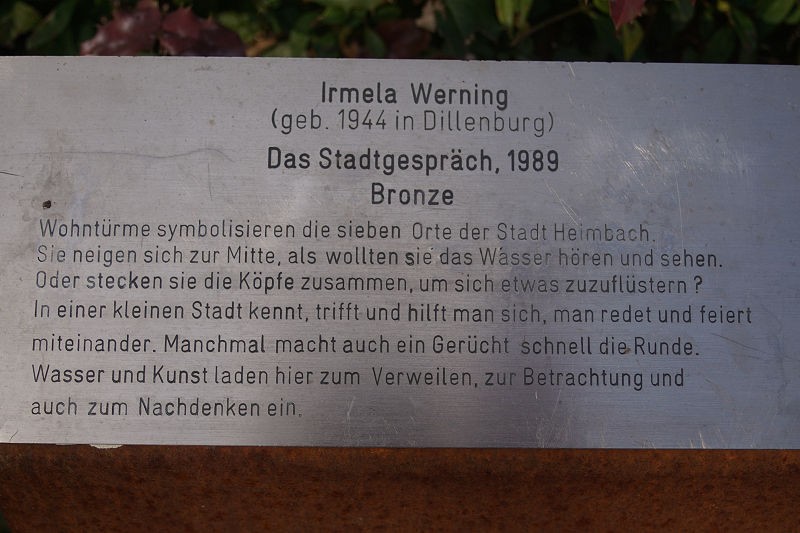 Irmela Werning
(geb. 1944 in Dillenburg)
Das Stadtgespräch, 1989
Bronze
Wohntürme symbolisieren die sieben Orte der Stadt Heimbach.
Sie neigen sich zur Mitte, als wollten sie das Wasser hören und sehen.
Oder stecken sie die Köpfe zusammen, um sich etwas zuzuflüstern ?
In einer kleinen Stadt kennt, trifft und hilft man sich, man redet und feiert
miteinander. Manchmal macht auch ein Gerücht schnell die Runde.
Wasser und Kunst laden hier zum Verweilen, zur Betrachtung und
auch zum Nachdenken ein.